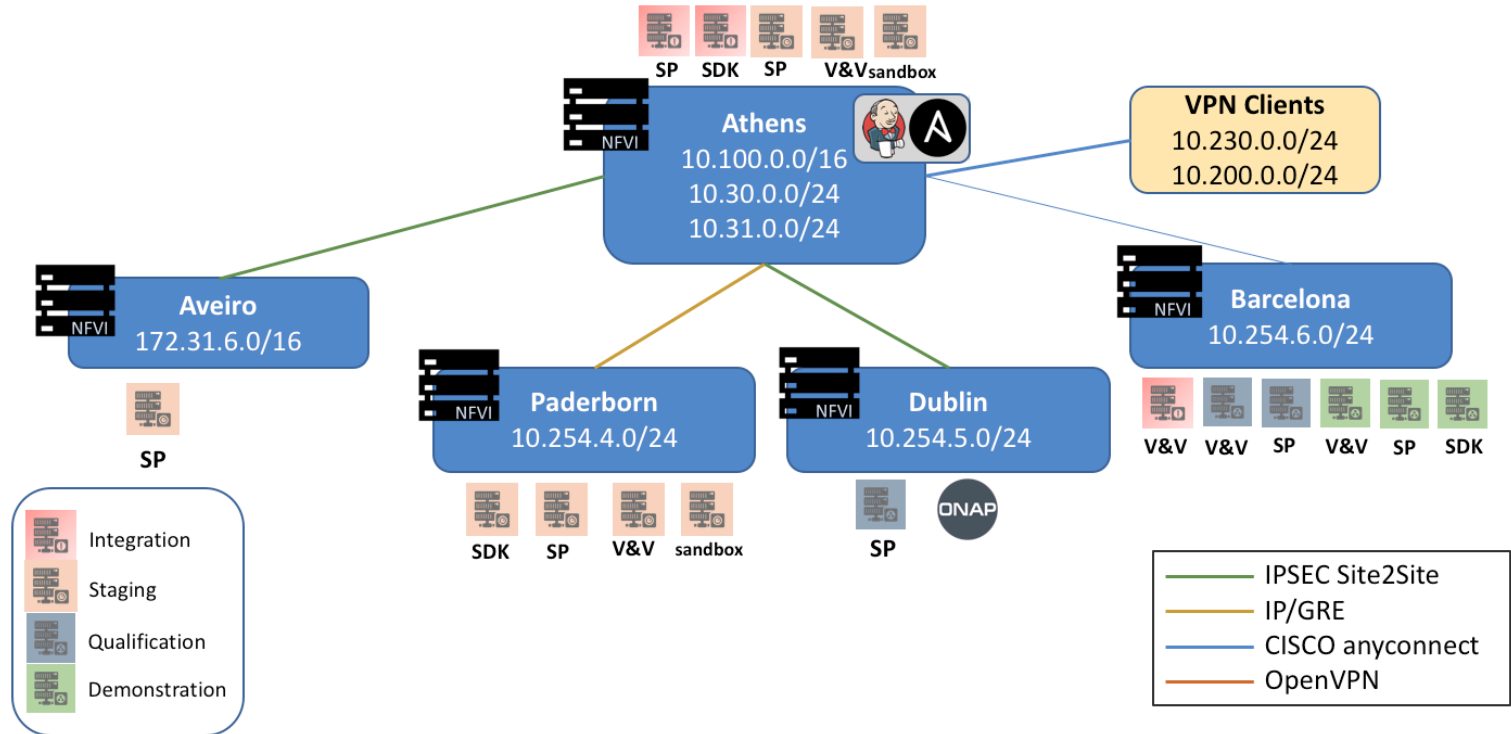 SP SDK SP V&V sandbox
NFVI
Athens
10.100.0.0/16
10.30.0.0/24
10.31.0.0/24
VPN Clients
10.230.0.0/24
10.200.0.0/24
NFVI
Aveiro
172.31.6.0/16
SP
NFVI
Barcelona
10.254.6.0/24
V&V V&V SP V&V SP SDK
NFVI
Paderborn
10.254.4.0/24
SDK SP V&V sandbox
NFVI
Dublin
10.254.5.0/24
SP
ONAP
Integration
Staging
Qualification
Demonstration
IPSEC Site2Site
IP/GRE
CISCO anyconnect
OpenVPN